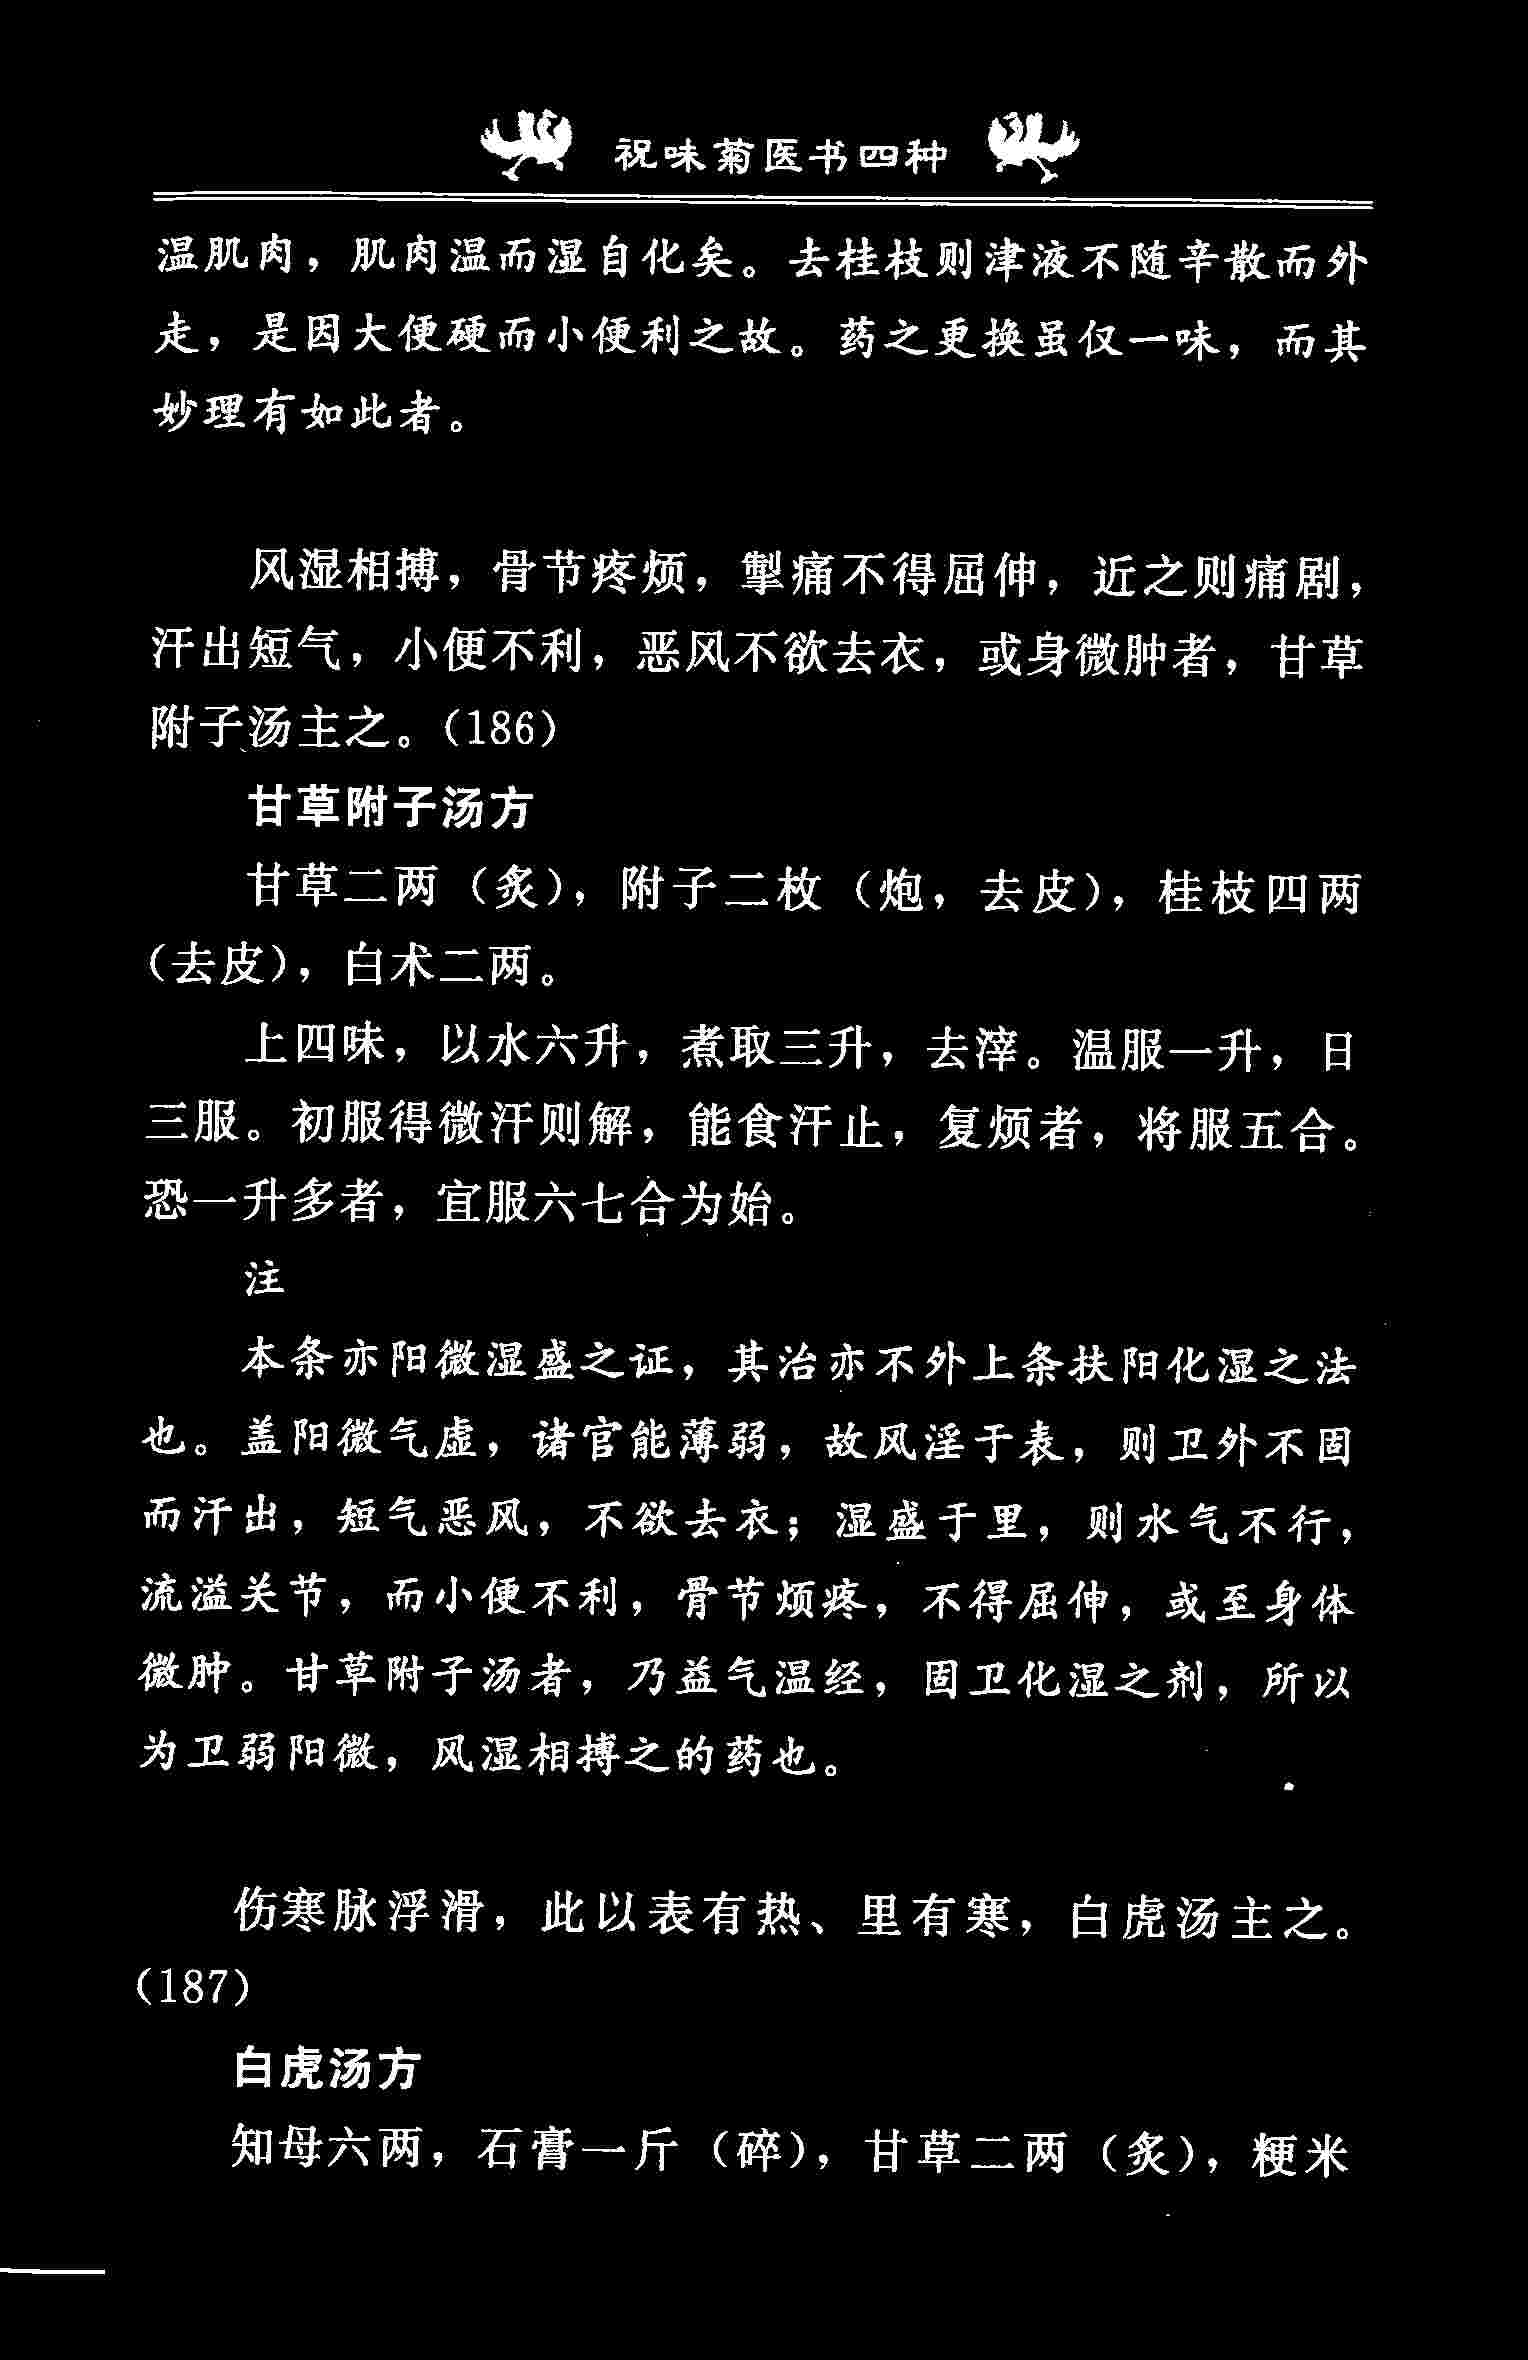 祝味菊医书四种
温肌肉，肌肉温而湿自化矣。去桂枝则津液不随辛散而外
走，是因大便硬而小便利之故。药之更换虽仅一味，而其
妙理有如此者。
风湿相搏，骨节疼烦，掣痛不得屈伸，近之则痛剧，
汗出短气，小便不利，恶风不欲去衣，或身微肿者，甘草
附子汤主之。（186）
甘草附子汤方
甘草二两（炙），附子二枚（炮，去皮），桂枝四两
（去皮），白术二两。
上四味，以水六升，煮取三升，去滓。温服一升，日
三服。初服得微汗则解，能食汗止，复烦者，将服五合。
恐一升多者，宜服六七合为始。
注
本条亦阳微湿盛之证，其治亦不外上条扶阳化湿之法
也。盖阳微气虚，诸官能薄弱，故风淫于表，则卫外不固
而汗出，短气恶风，不欲去衣；湿盛于里，则水气不行，
流溢关节，而小便不利，骨节烦疼，不得屈伸，或至身体
微肿。甘草附子汤者，乃益气温经，固卫化湿之剂，所以
为卫弱阳微，风湿相搏之的药也。
伤寒脉浮滑，此以表有热、里有寒，白虎汤主之。
（187）
白虎汤方
知母六两，石膏一斤（碎），甘草二两（炙），粳米